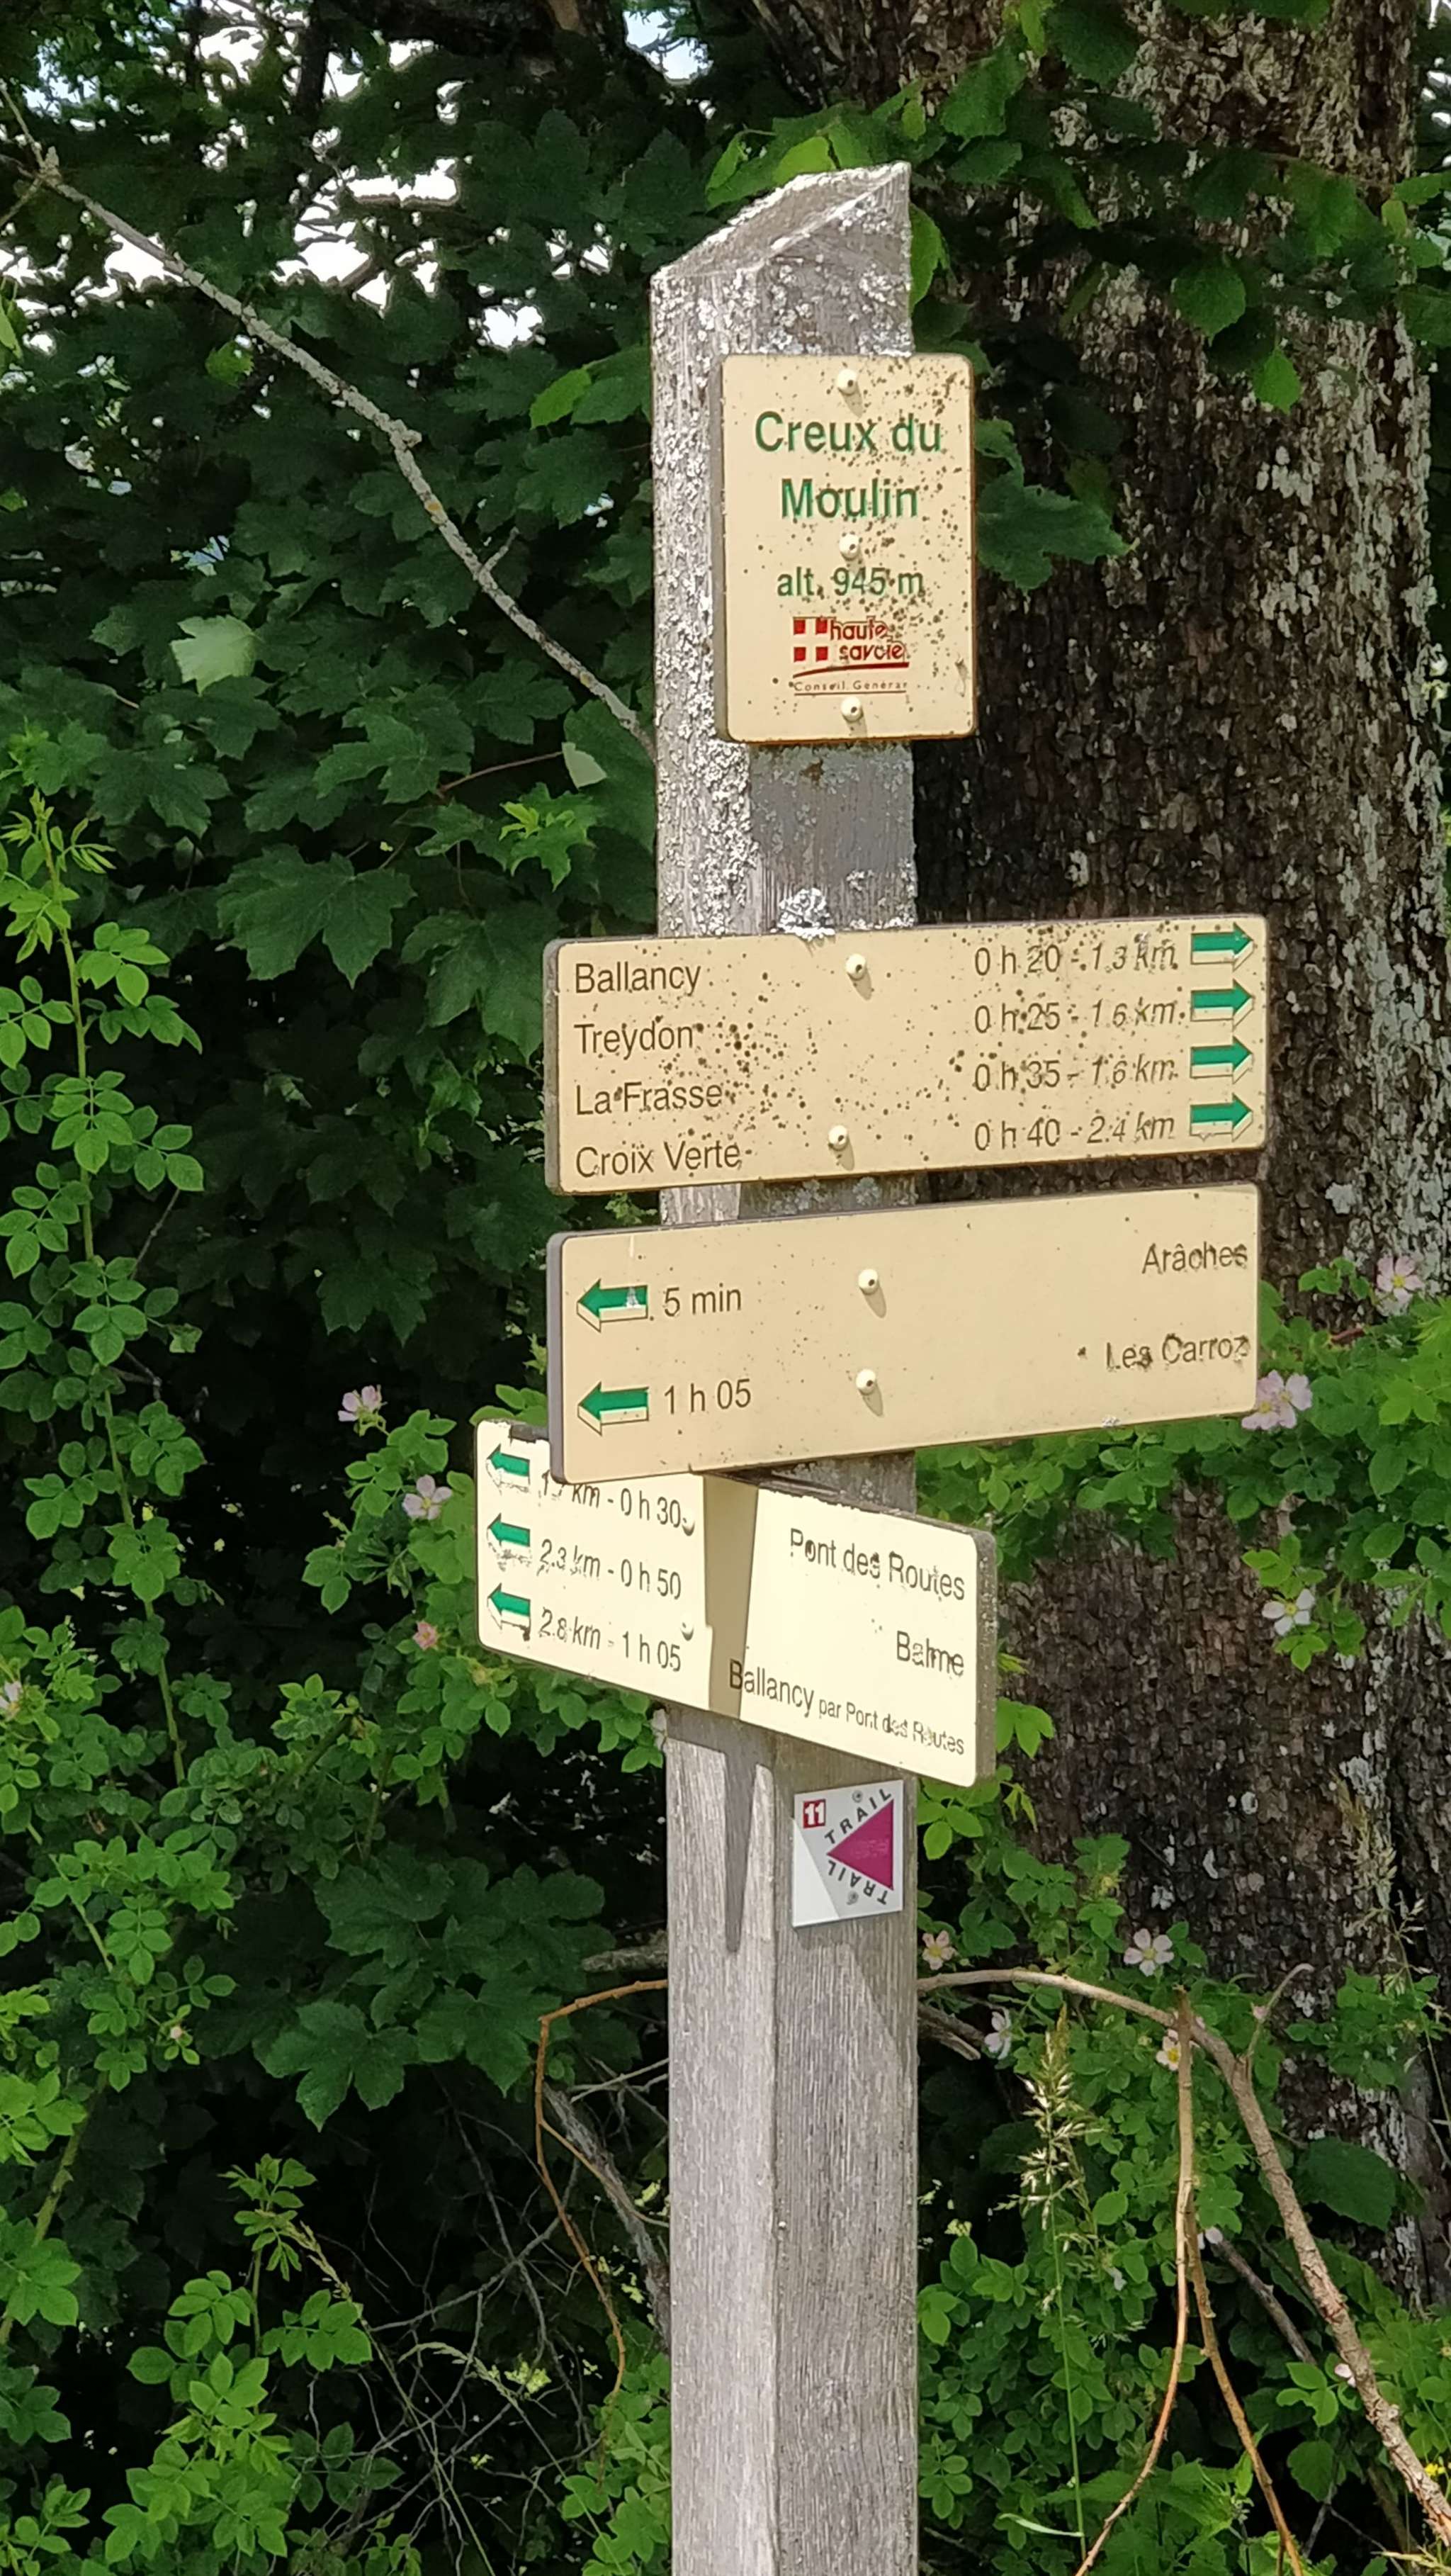 Creux du
Moulin
alt. 945 m
haute
savoie
Conseil Général
Ballancy 0 h 20 - 1.3 km
Treydon 0 h 25 - 1.6 km
La Frasse 0 h 35 - 1.6 km
Croix Verte 0 h 40 - 2.4 km
5 min Arâches
1 h 05 Les Carroz
km - 0 h 30 Pont des Routes
2.3 km - 0 h 50 Balme
2.8 km - 1 h 05 Ballancy par Pont des Routes
11
TRAIL
TRAIL